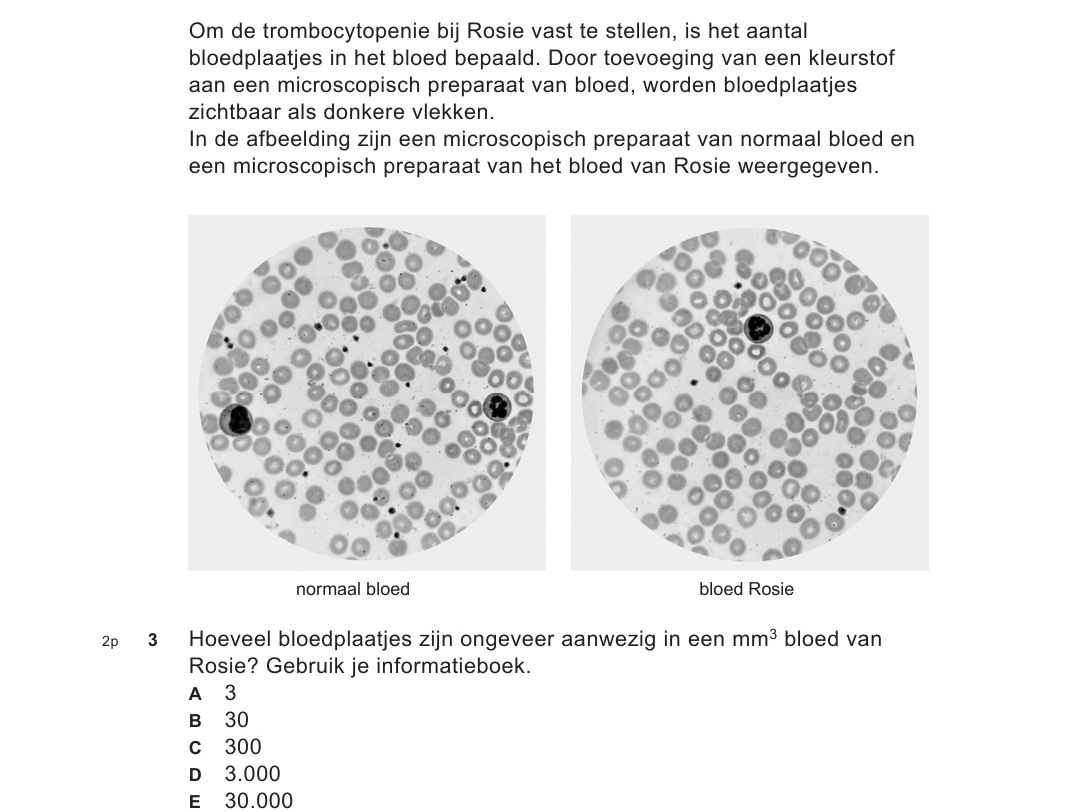 Om de trombocytopenie bij Rosie vast te stellen, is het aantal
bloedplaatjes in het bloed bepaald. Door toevoeging van een kleurstof
aan een microscopisch preparaat van bloed, worden bloedplaatjes
zichtbaar als donkere vlekken.
In de afbeelding zijn een microscopisch preparaat van normaal bloed en
een microscopisch preparaat van het bloed van Rosie weergegeven.
normaal bloed
bloed Rosie
2p 3 Hoeveel bloedplaatjes zijn ongeveer aanwezig in een mm³ bloed van
Rosie? Gebruik je informatieboek.
A 3
B 30
C 300
D 3.000
E 30.000